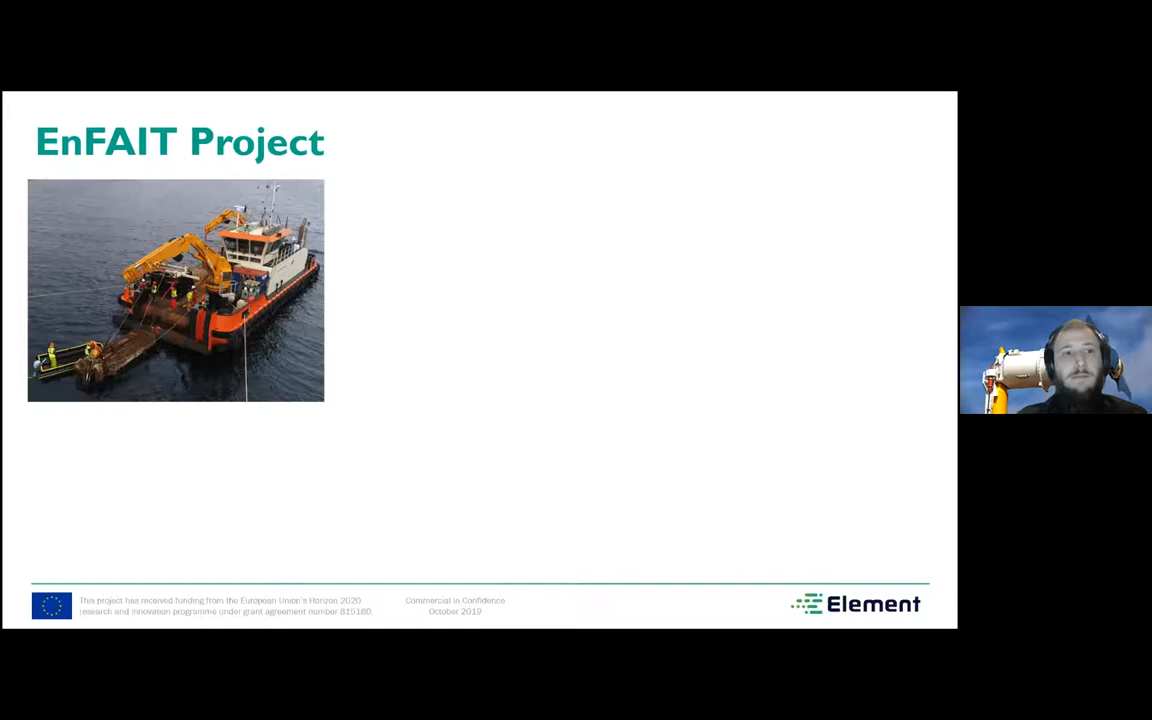 EnFAIT Project
This project has received funding from the European Union's Horizon 2020
research and innovation programme under grant agreement number 815180.
Commercial in Confidence
October 2019
Element